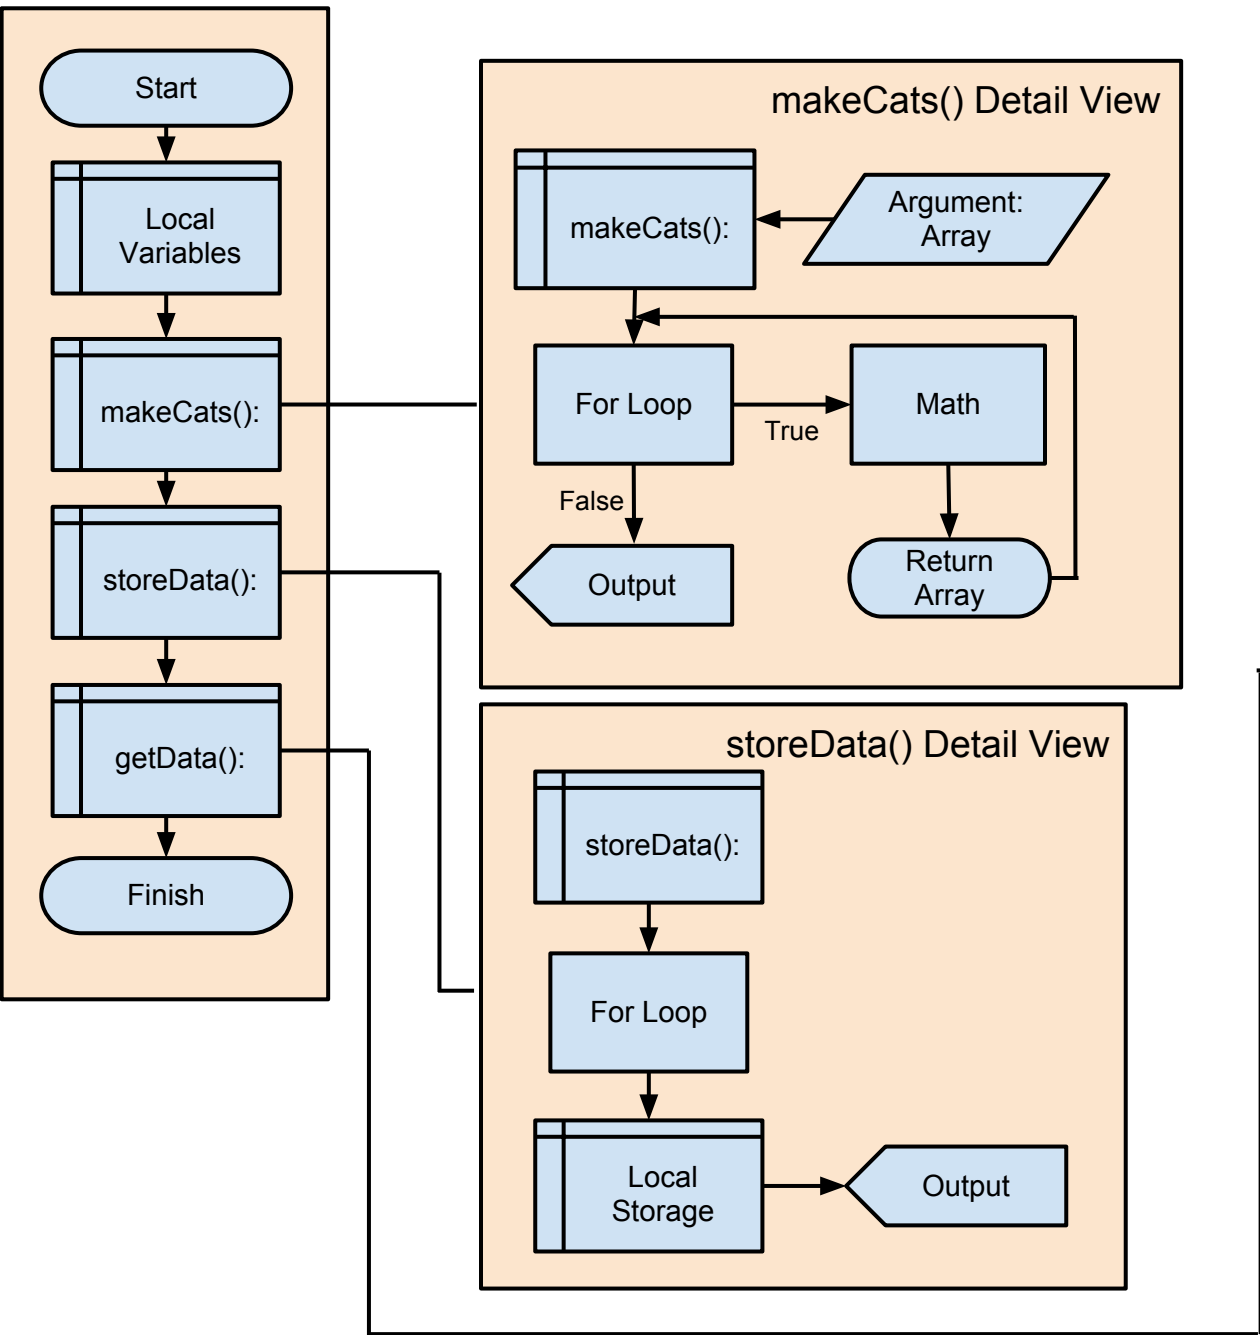 Start
Local
Variables
makeCats():
storeData():
getData():
Finish
makeCats() Detail View
makeCats():
Argument:
Array
For Loop
True
Math
False
Output
Return
Array
storeData() Detail View
storeData():
For Loop
Local
Storage
Output